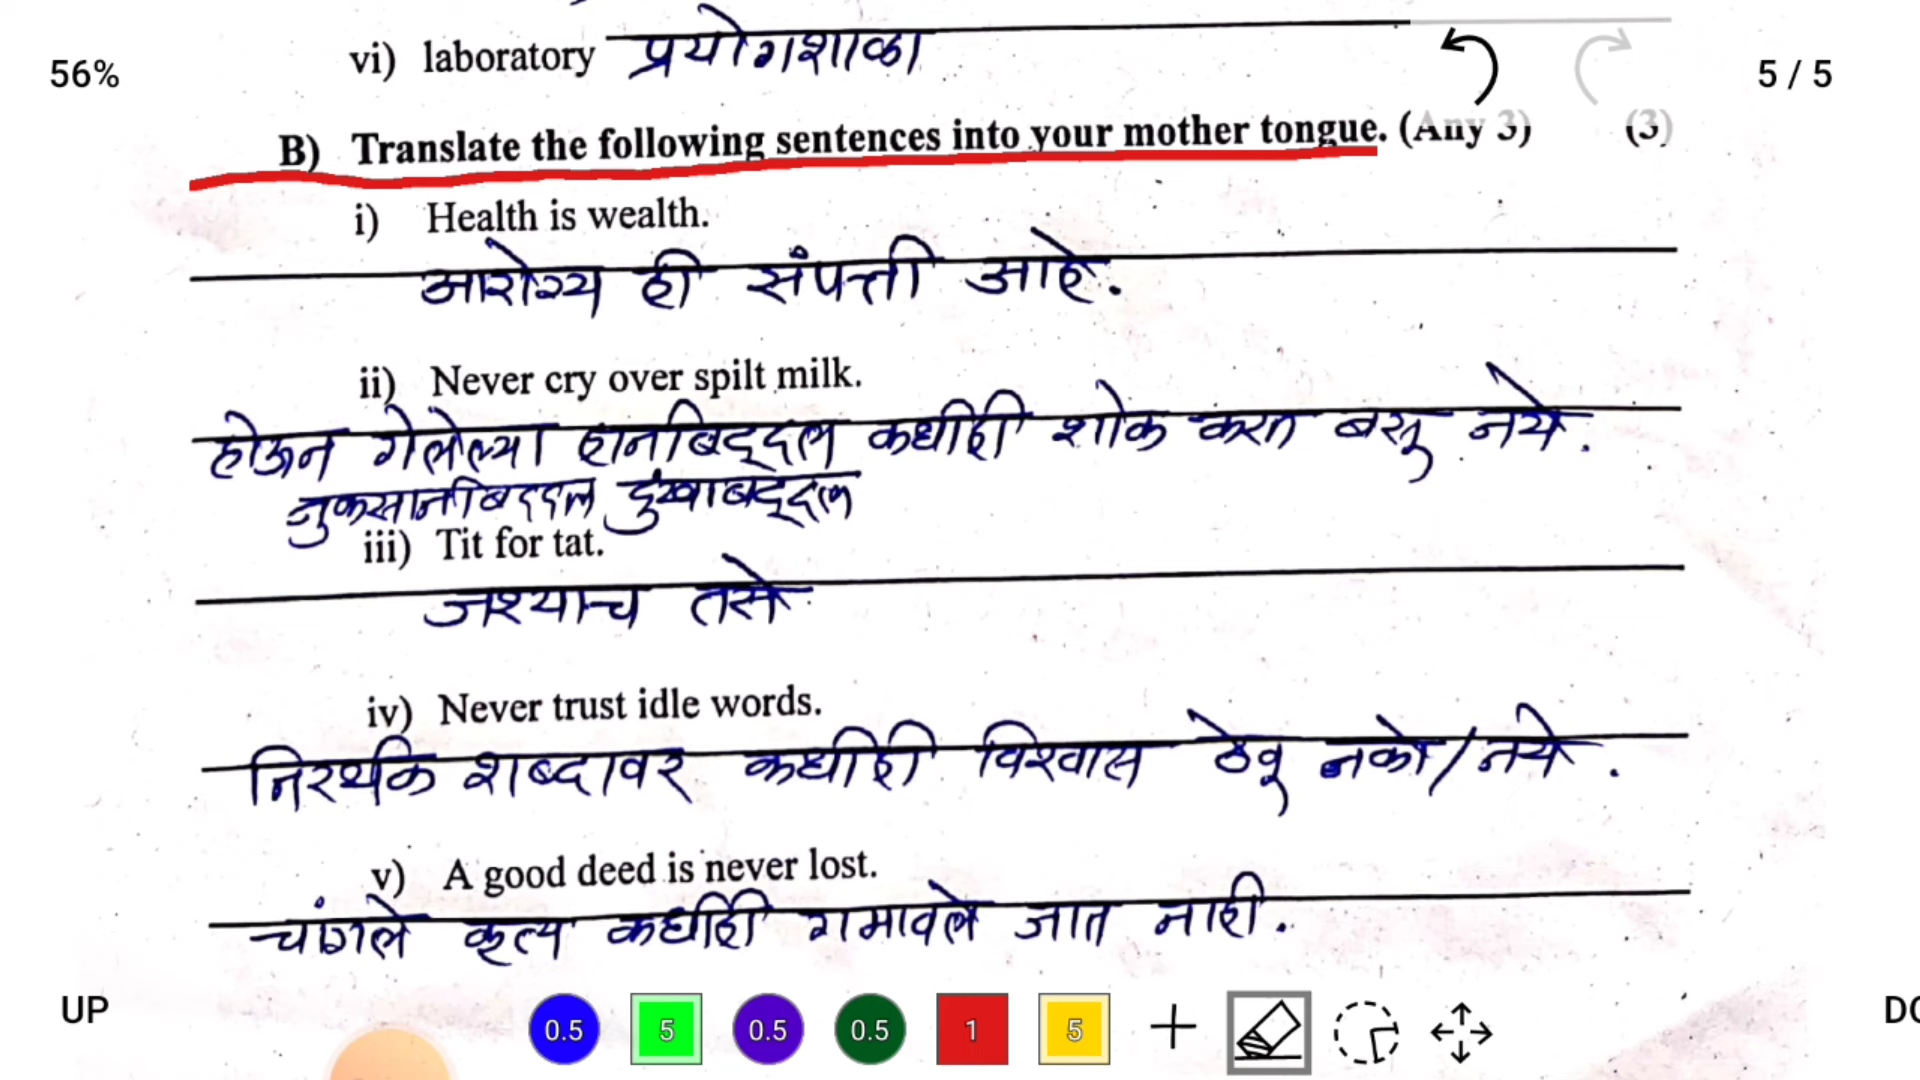 vi) laboratory प्रयोगशाळा
56%
5 / 5
B) Translate the following sentences into your mother tongue. (Any 3) (3)
i) Health is wealth.
आरोग्य ही संपत्ती आहे.
ii) Never cry over spilt milk.
होऊन गेलेल्या हानीबद्दल कधीही शोक करत बसू नये.
नुकसानीबद्दल दुःखाबद्दल
iii) Tit for tat.
जश्याच तसे
iv) Never trust idle words.
निरर्थक शब्दावर कधीही विश्वास ठेवू नको/नये.
v) A good deed is never lost.
चांगले कृत्य कधीही गमावले जात नाही.
UP 0.5 5 0.5 0.5 1 5 DO